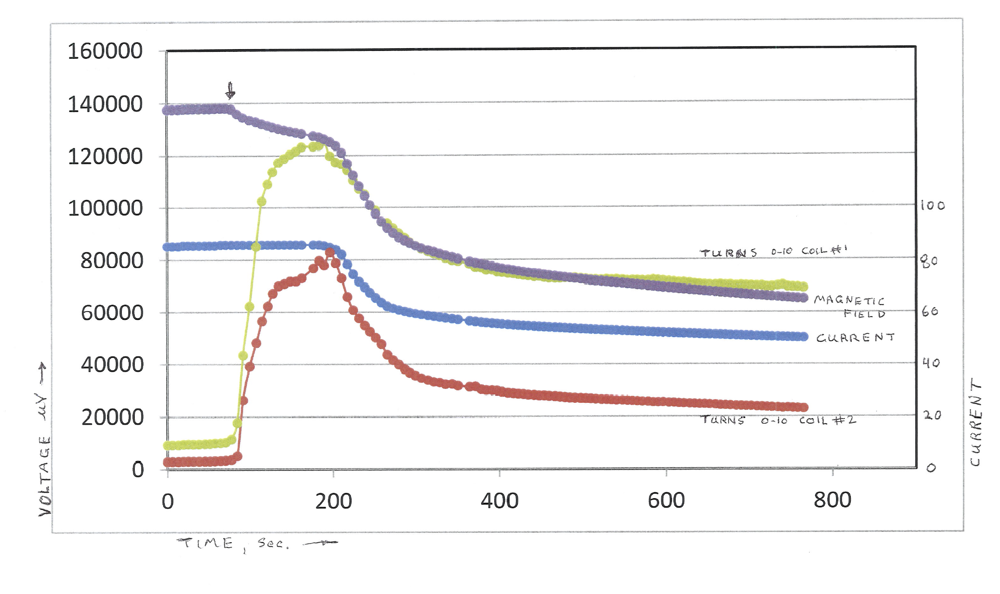 160000
140000
120000
100000
80000
60000
40000
20000
0
0 200 400 600 800
100
80
60
40
20
0
TURNS 0-10 COIL #1
MAGNETIC
FIELD
CURRENT
TURNS 0-10 COIL #2
VOLTAGE μV →
CURRENT
TIME, sec. →